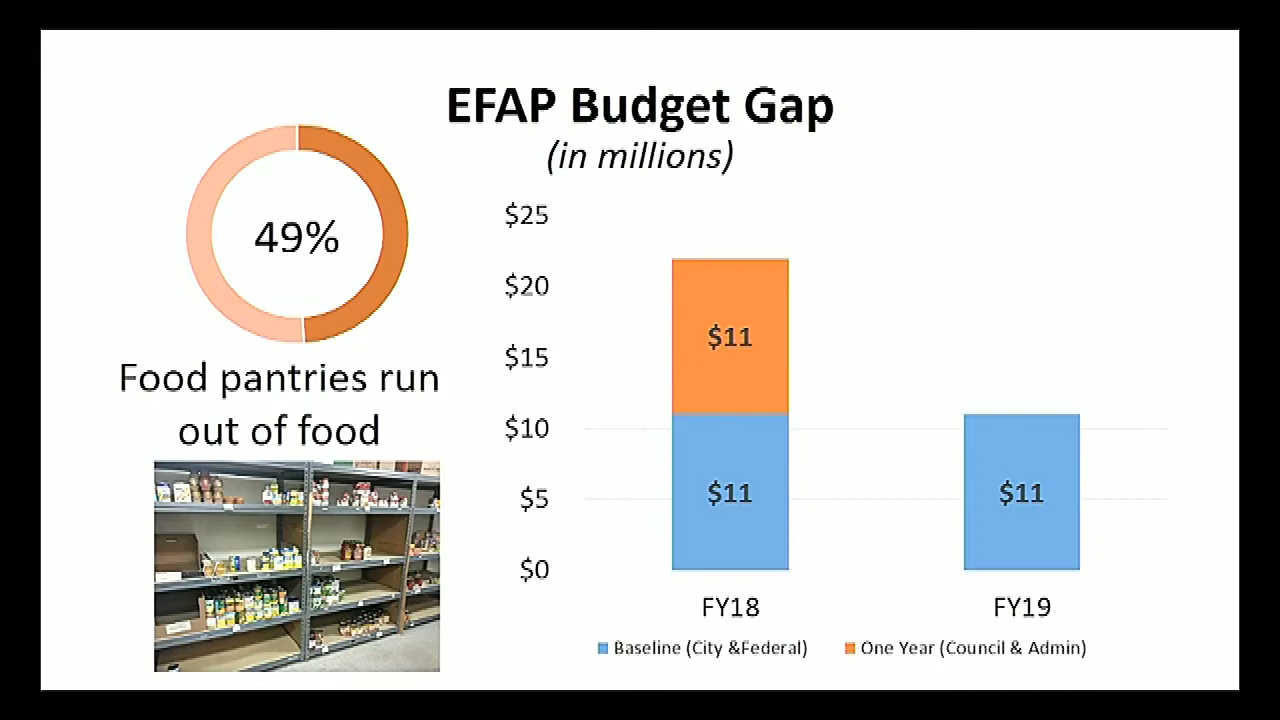 EFAP Budget Gap
(in millions)
49%
Food pantries run
out of food
$25
$20
$15
$10
$5
$0
$11
$11
$11
FY18
FY19
Baseline (City &Federal)
One Year (Council & Admin)